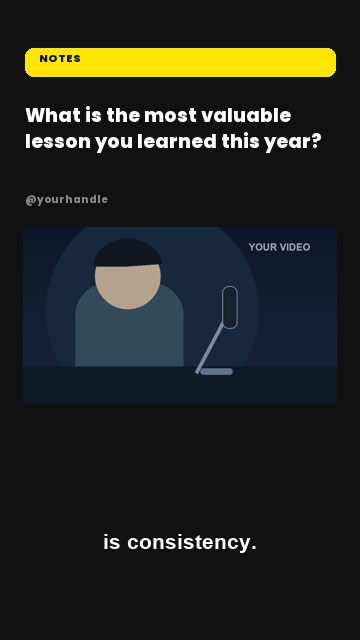 NOTES
What is the most valuable
lesson you learned this year?
@yourhandle
YOUR VIDEO
is consistency.